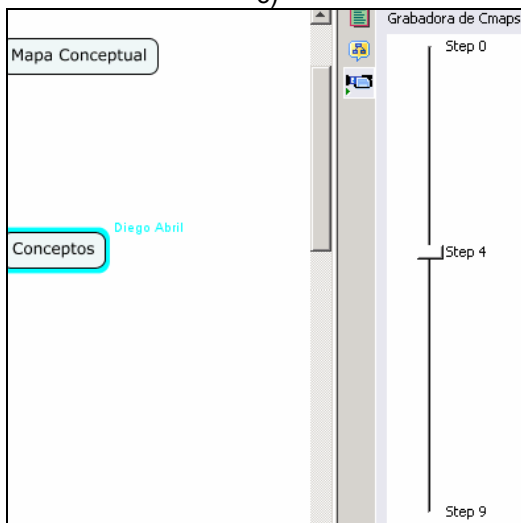 Grabadora de Cmaps
Step 0
Mapa Conceptual
Diego Abril
Conceptos
Step 4
Step 9